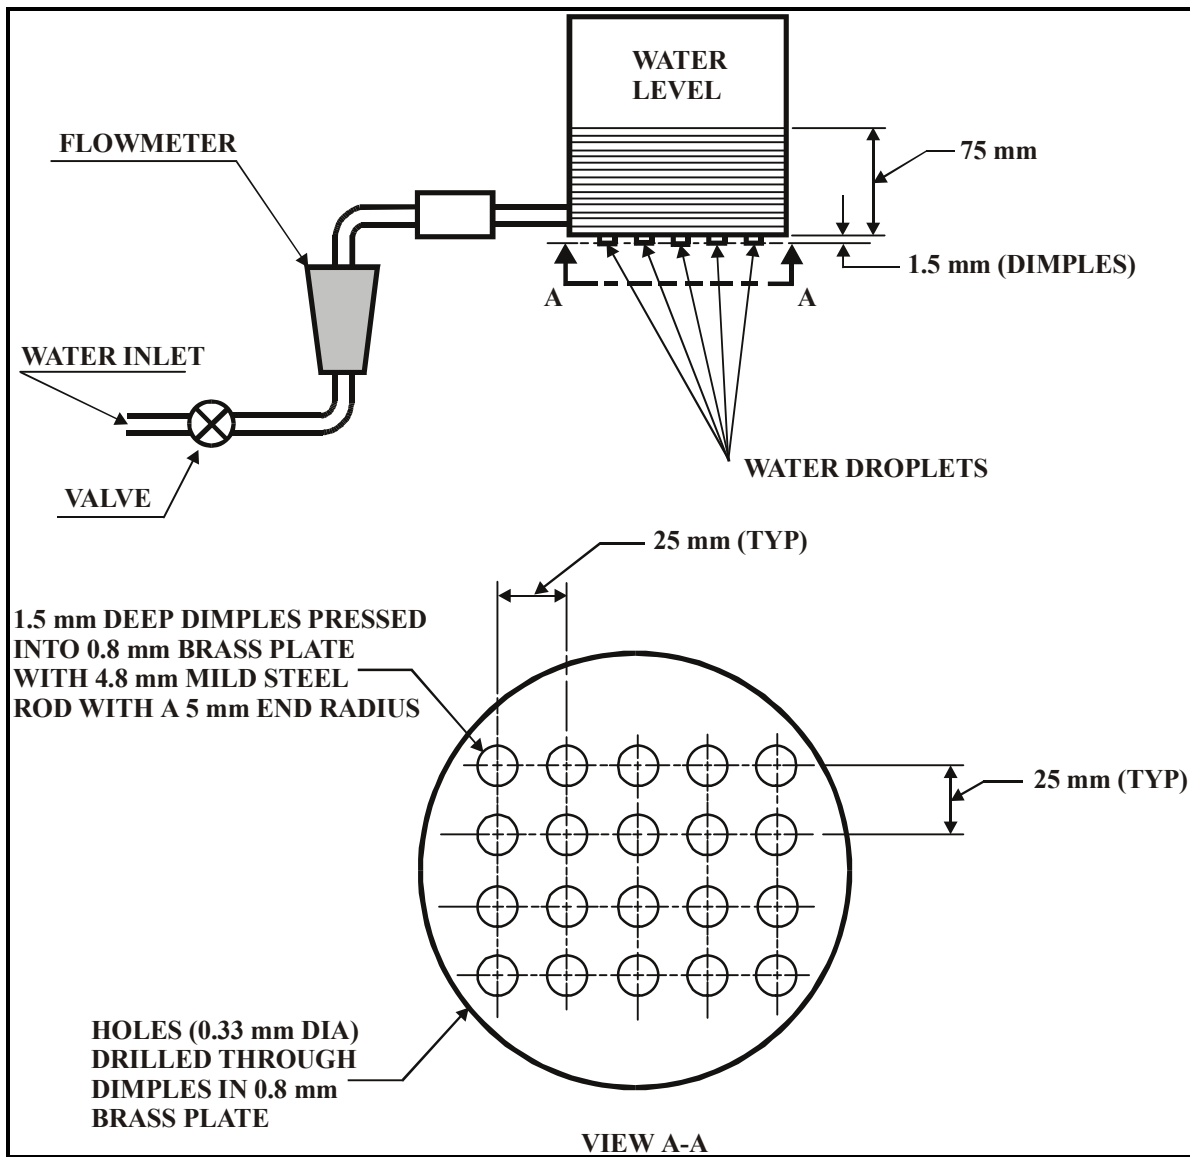 WATER
LEVEL
FLOWMETER
75 mm
1.5 mm (DIMPLES)
A
A
WATER INLET
WATER DROPLETS
VALVE
25 mm (TYP)
1.5 mm DEEP DIMPLES PRESSED
INTO 0.8 mm BRASS PLATE
WITH 4.8 mm MILD STEEL
ROD WITH A 5 mm END RADIUS
25 mm (TYP)
HOLES (0.33 mm DIA)
DRILLED THROUGH
DIMPLES IN 0.8 mm
BRASS PLATE
VIEW A-A